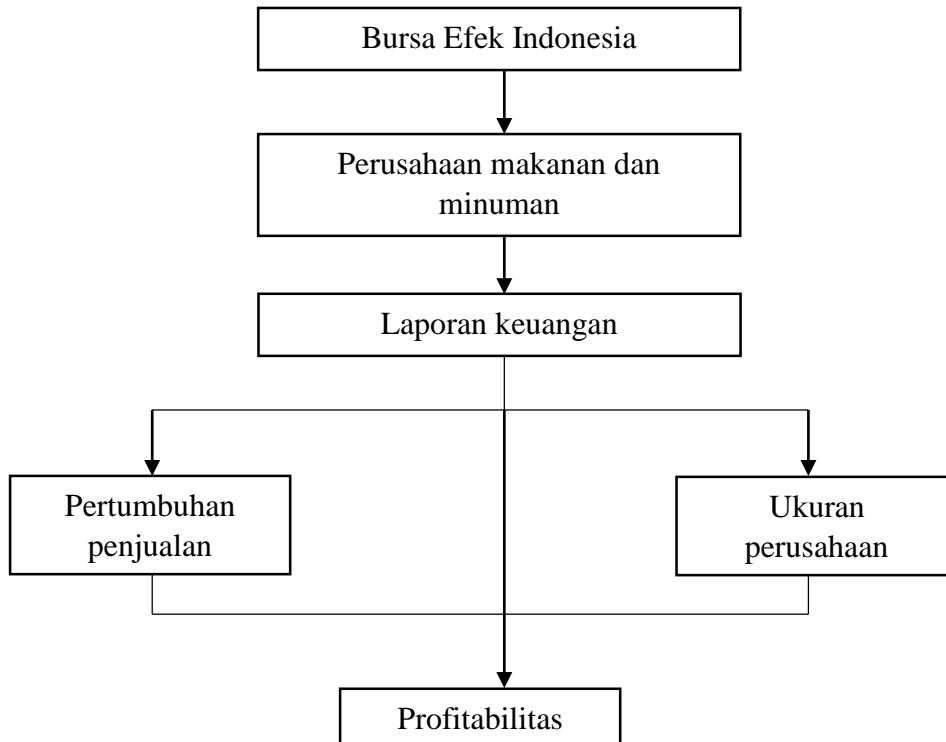 Bursa Efek Indonesia
Perusahaan makanan dan
minuman
Laporan keuangan
Pertumbuhan
penjualan
Ukuran
perusahaan
Profitabilitas